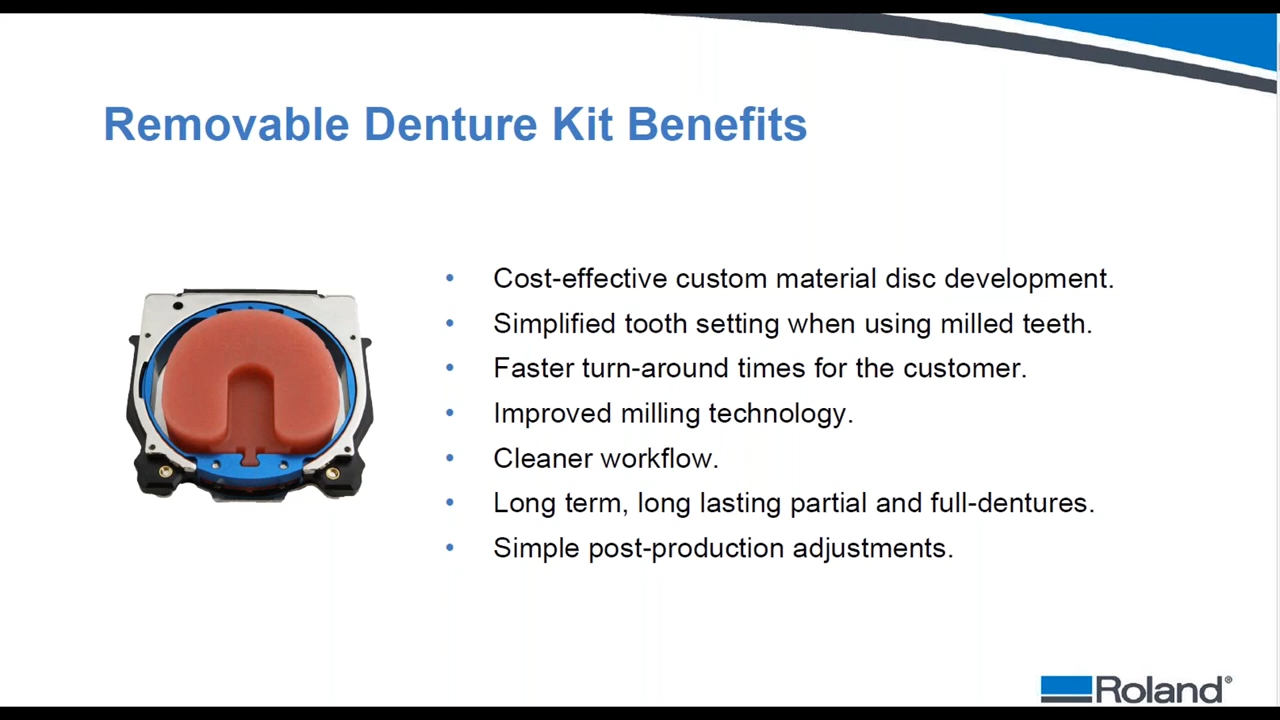 Removable Denture Kit Benefits
• Cost-effective custom material disc development.
• Simplified tooth setting when using milled teeth.
• Faster turn-around times for the customer.
• Improved milling technology.
• Cleaner workflow.
• Long term, long lasting partial and full-dentures.
• Simple post-production adjustments.
Roland®